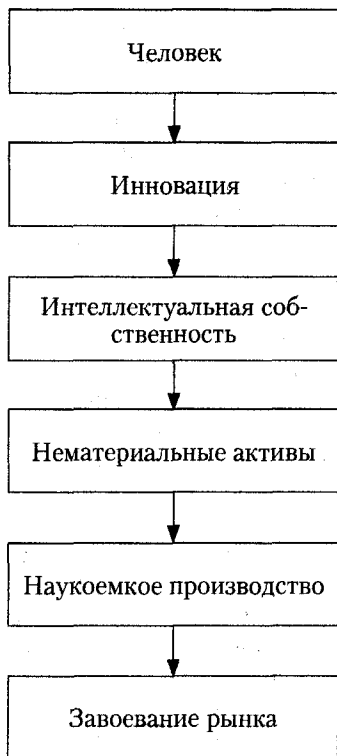 Человек
Инновация
Интеллектуальная соб-
ственность
Нематериальные активы
Наукоемкое производство
Завоевание рынка